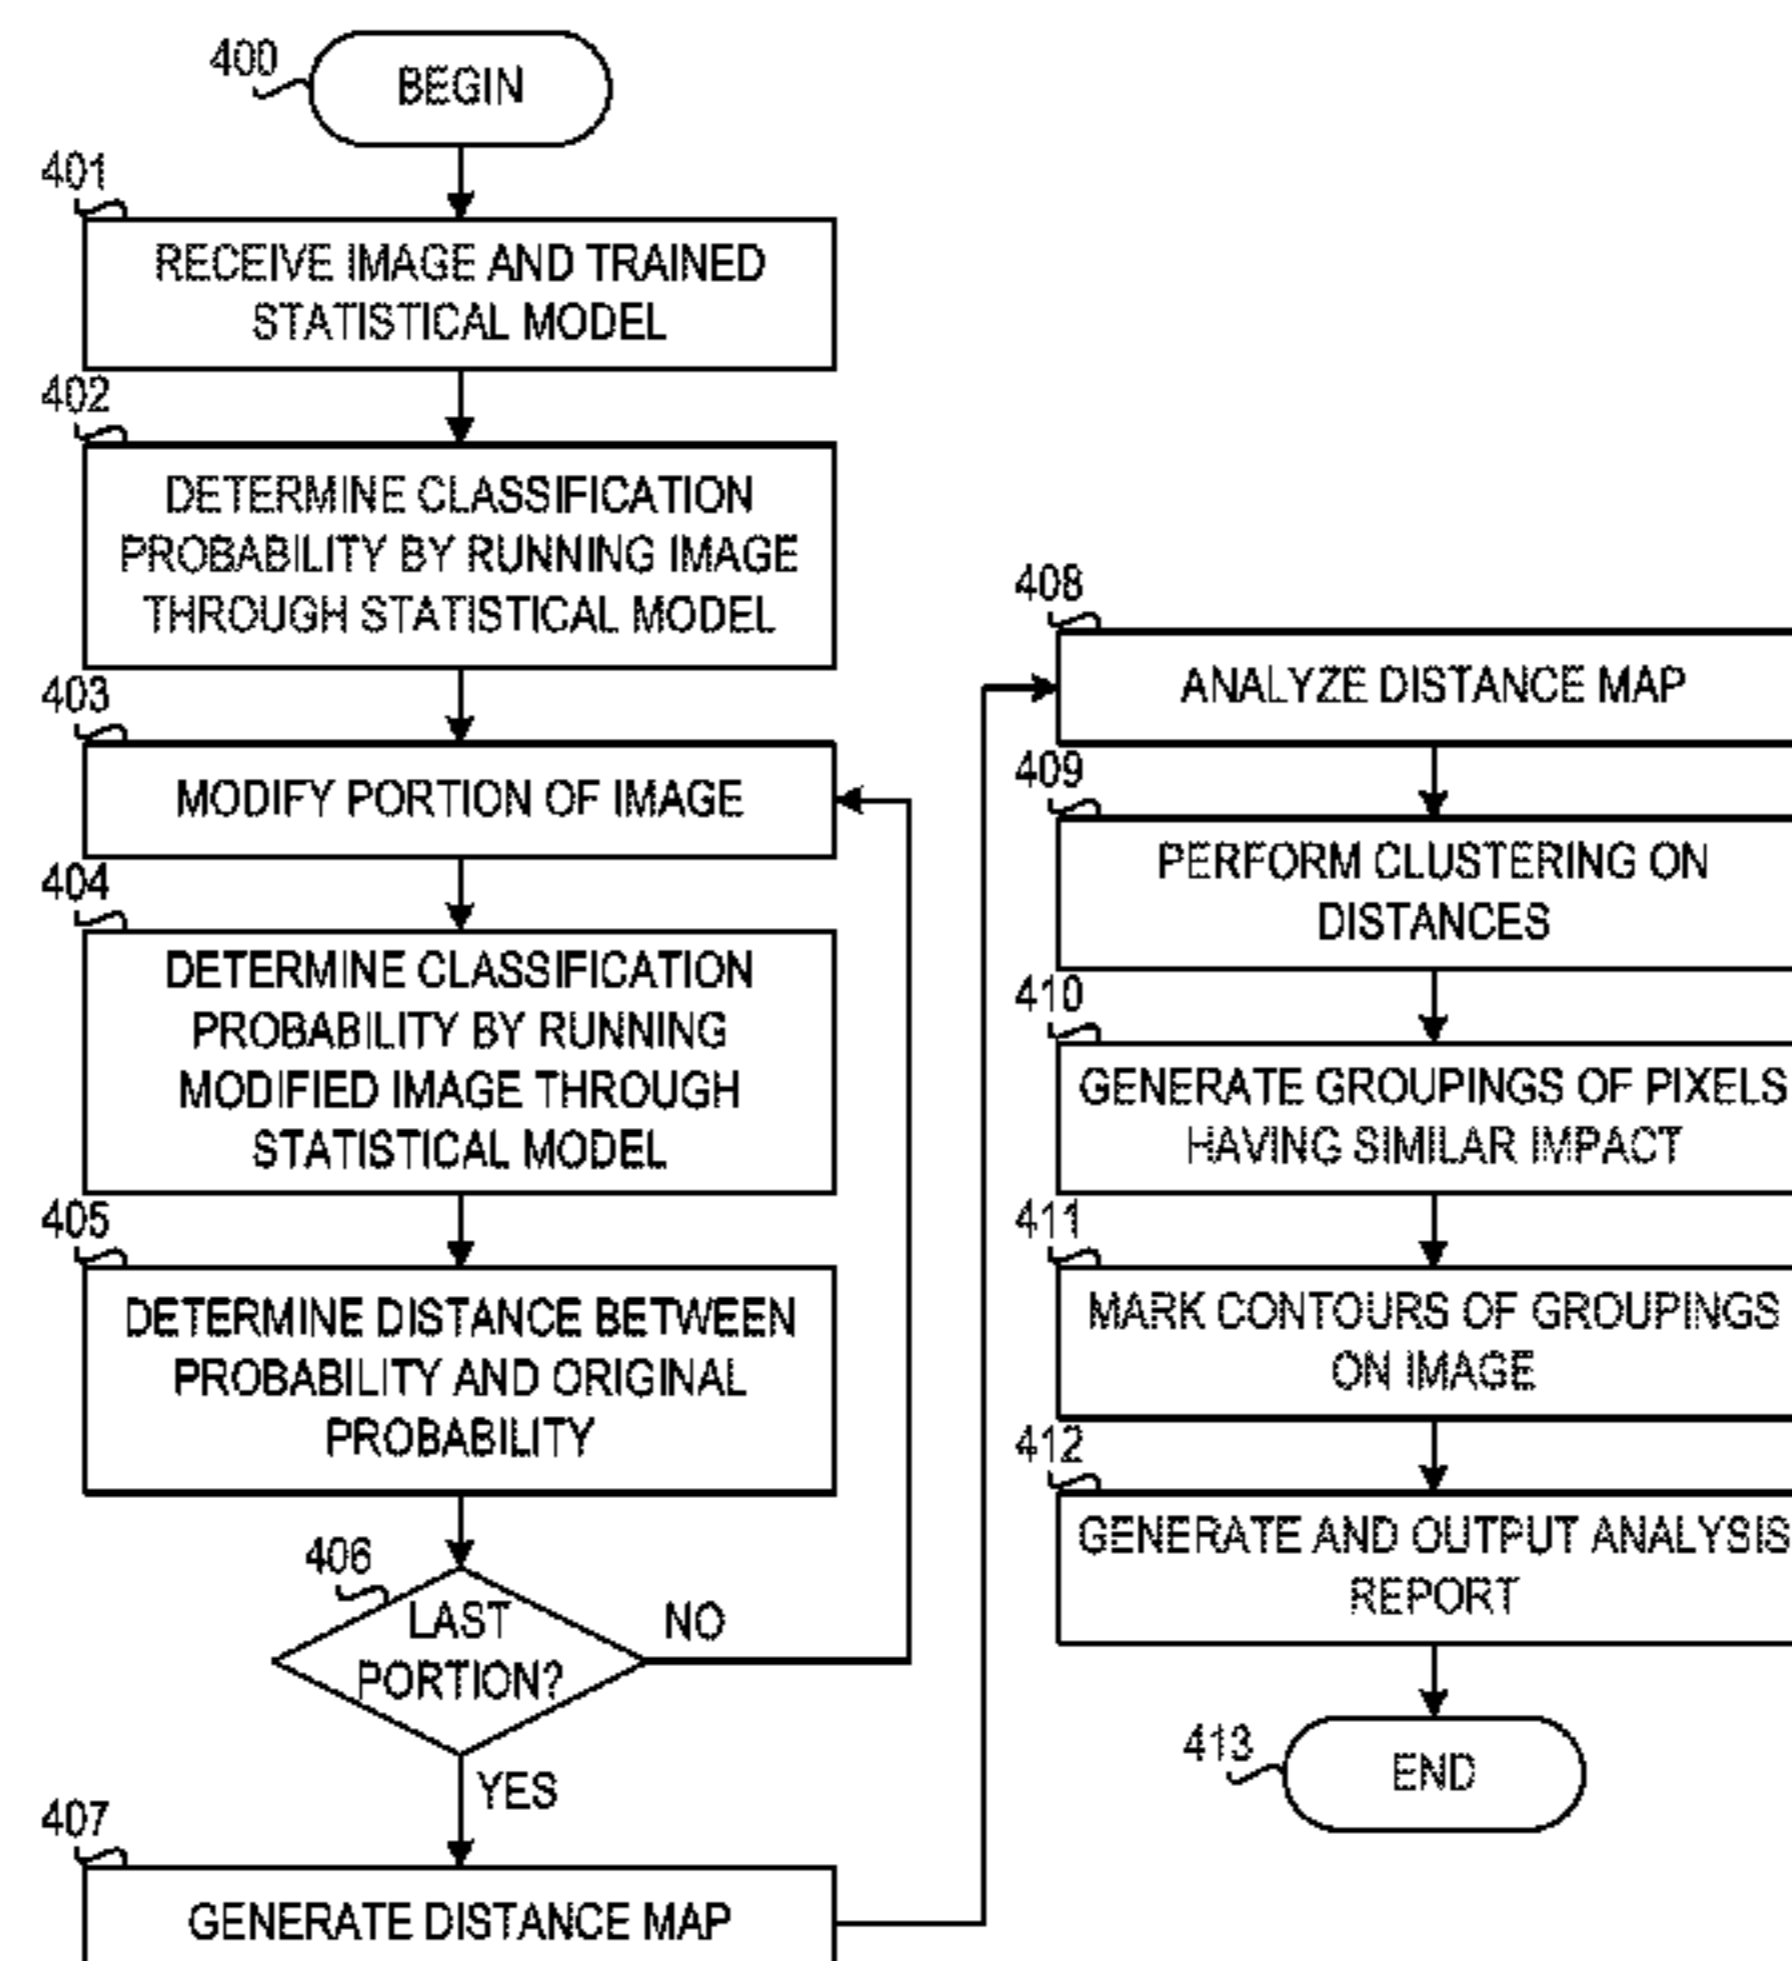 400
BEGIN
401
RECEIVE IMAGE AND TRAINED
STATISTICAL MODEL
402
DETERMINE CLASSIFICATION
PROBABILITY BY RUNNING IMAGE
THROUGH STATISTICAL MODEL
403
MODIFY PORTION OF IMAGE
404
DETERMINE CLASSIFICATION
PROBABILITY BY RUNNING
MODIFIED IMAGE THROUGH
STATISTICAL MODEL
405
DETERMINE DISTANCE BETWEEN
PROBABILITY AND ORIGINAL
PROBABILITY
406
LAST
PORTION?
NO
YES
407
GENERATE DISTANCE MAP
408
ANALYZE DISTANCE MAP
409
PERFORM CLUSTERING ON
DISTANCES
410
GENERATE GROUPINGS OF PIXELS
HAVING SIMILAR IMPACT
411
MARK CONTOURS OF GROUPINGS
ON IMAGE
412
GENERATE AND OUTPUT ANALYSIS
REPORT
413
END